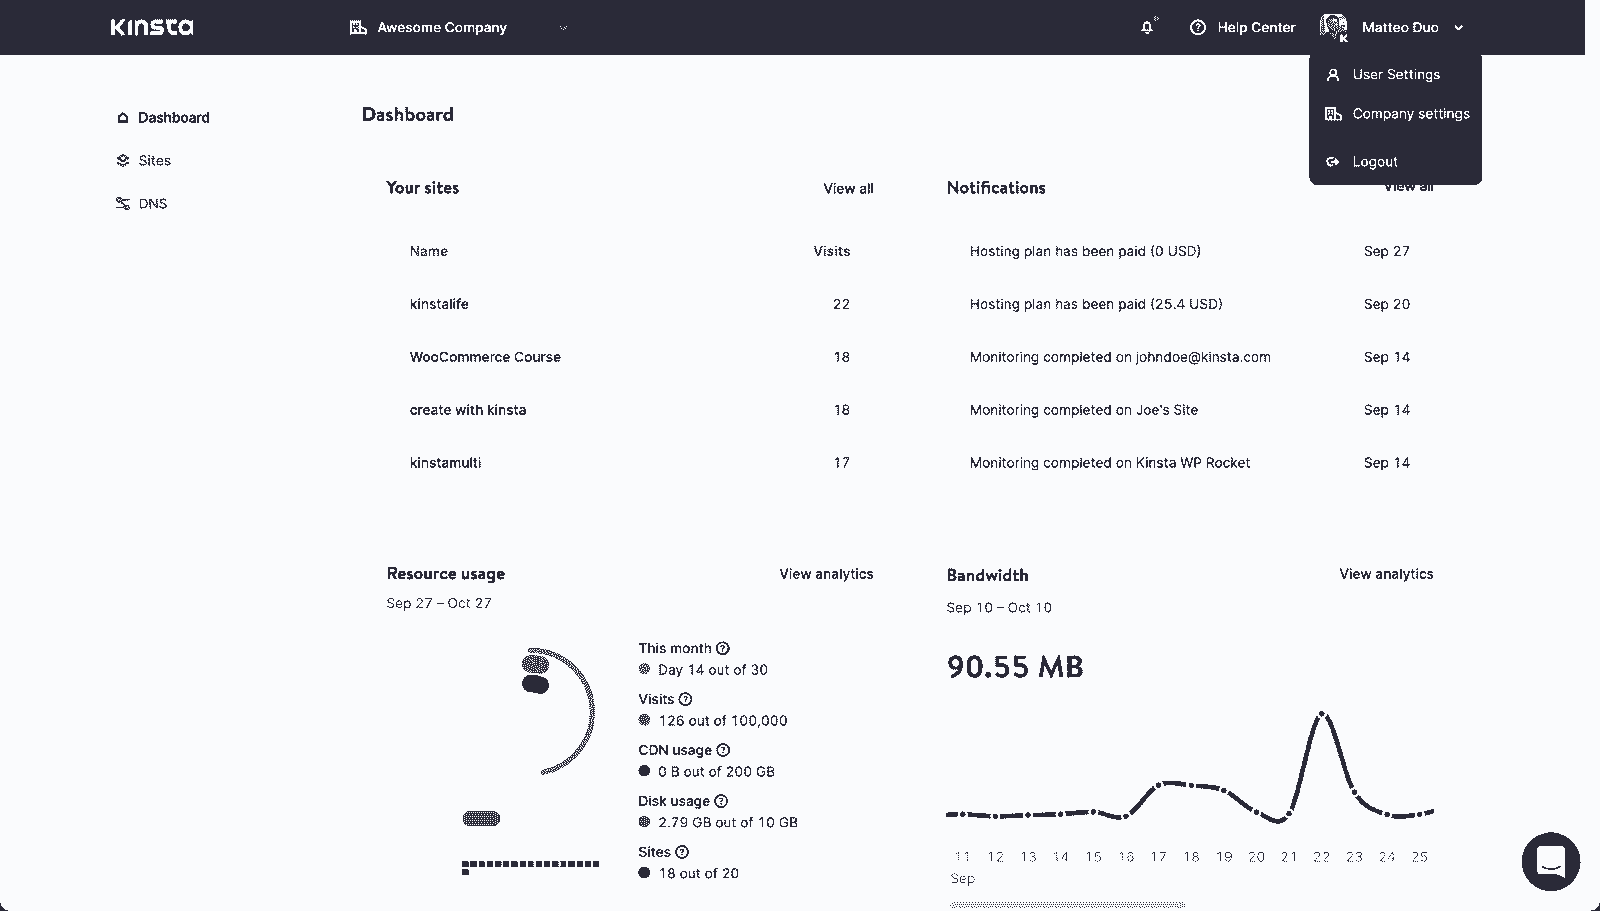 Kinsta
Awesome Company
Help Center
Matteo Duo
User Settings
Company settings
Logout
Dashboard
Sites
DNS
Dashboard
Your sites View all
Name Visits
kinstalife 22
WooCommerce Course 18
create with kinsta 18
kinstamulti 17
Notifications View all
Hosting plan has been paid (0 USD) Sep 27
Hosting plan has been paid (25.4 USD) Sep 20
Monitoring completed on johndoe@kinsta.com Sep 14
Monitoring completed on Joe's Site Sep 14
Monitoring completed on Kinsta WP Rocket Sep 14
Resource usage View analytics
Sep 27 – Oct 27
This month
Day 14 out of 30
Visits
126 out of 100,000
CDN usage
0 B out of 200 GB
Disk usage
2.79 GB out of 10 GB
Sites
18 out of 20
Bandwidth View analytics
Sep 10 – Oct 10
90.55 MB
11 12 13 14 15 16 17 18 19 20 21 22 23 24 25
Sep